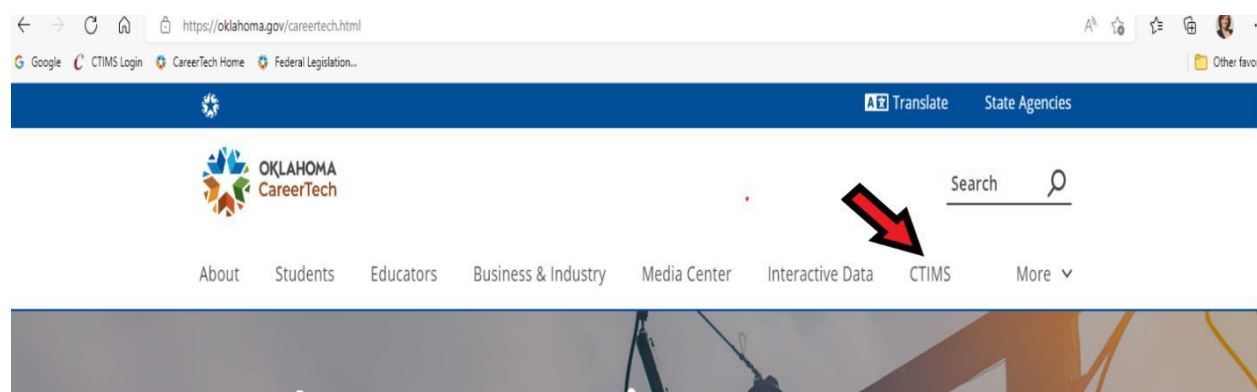 https://oklahoma.gov/careertech.html
Google CTIMS Login CareerTech Home Federal Legislation... Other favo
Translate State Agencies
OKLAHOMA
CareerTech
Search
About Students Educators Business & Industry Media Center Interactive Data CTIMS More